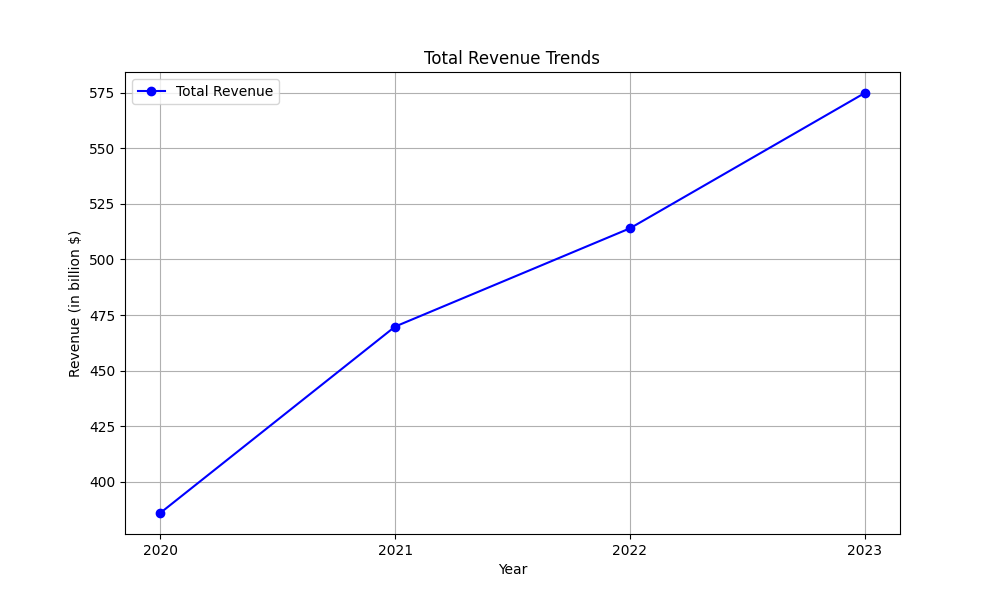 Total Revenue Trends
Total Revenue
Revenue (in billion $)
575
550
525
500
475
450
425
400
2020 2021 2022 2023
Year